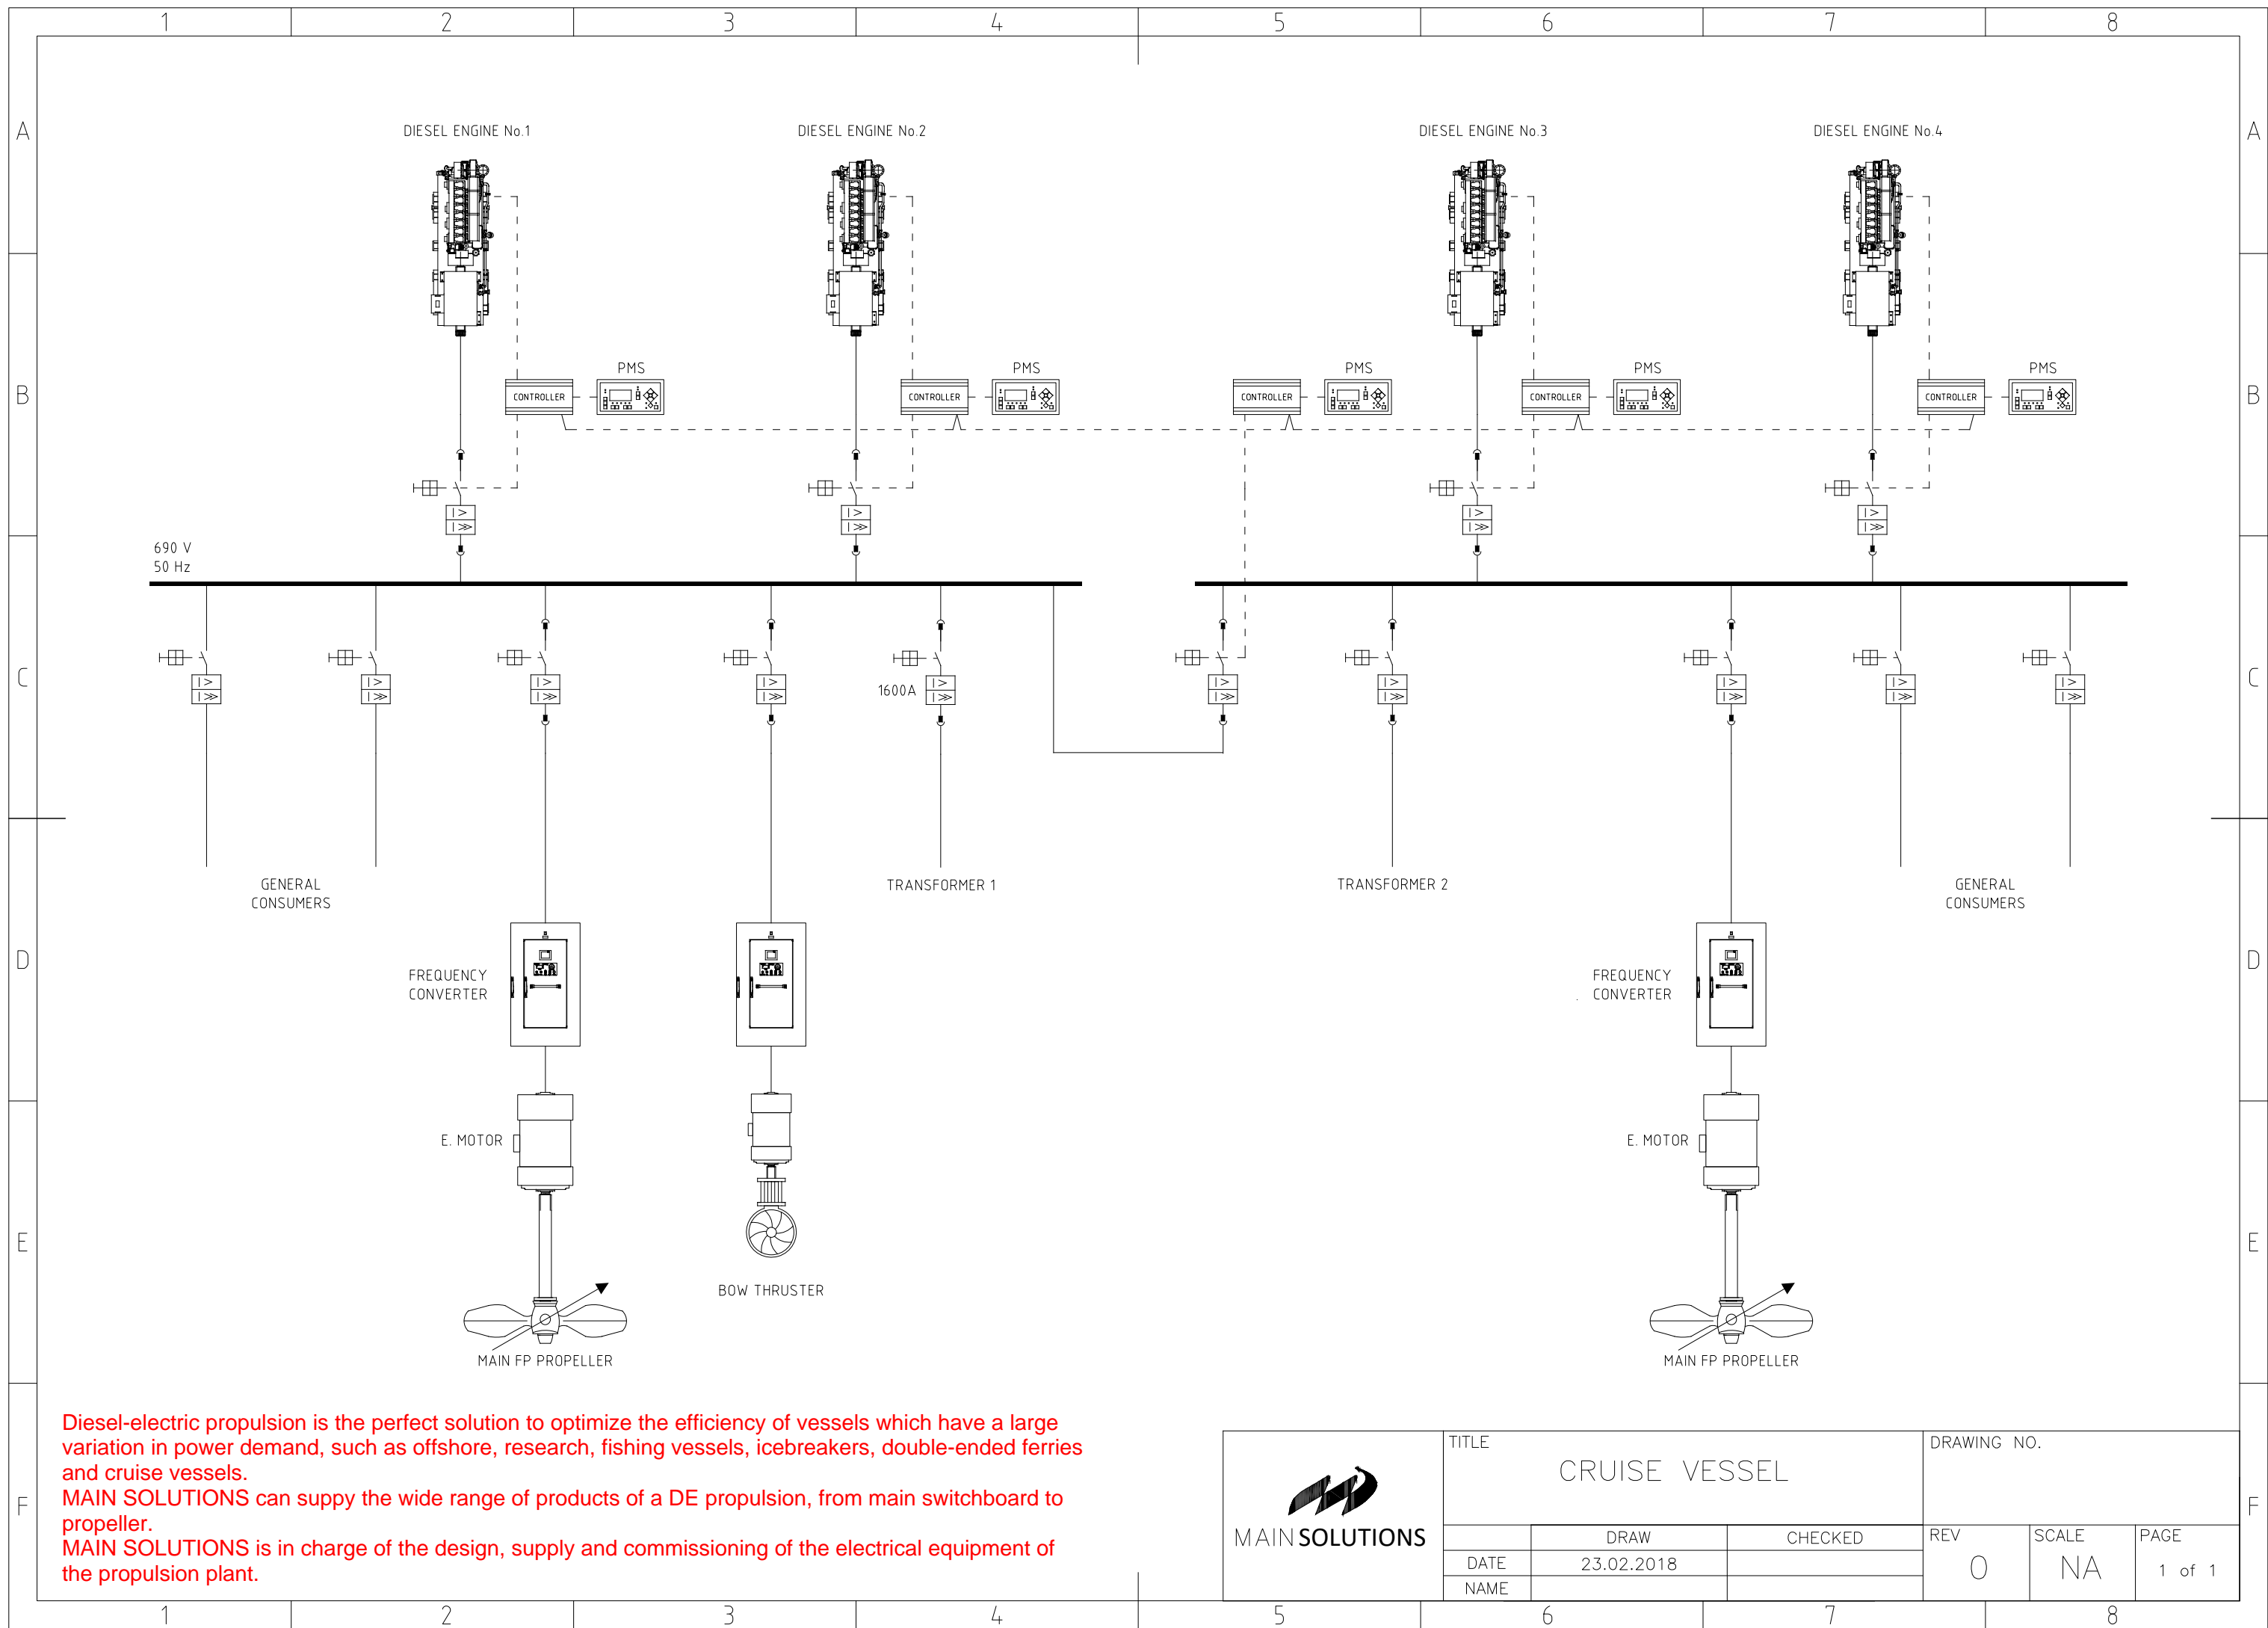 1 2 3 4 5 6 7 8
A A
DIESEL ENGINE No.1 DIESEL ENGINE No.2 DIESEL ENGINE No.3 DIESEL ENGINE No.4
PMS PMS PMS PMS PMS
B B
CONTROLLER CONTROLLER CONTROLLER CONTROLLER CONTROLLER
I > I > I > I >
I >> I >> I >> I >>
690 V
50 Hz
C C
I > I > I > I > I > I > I > I > I > I >
1600A
I >> I >> I >> I >> I >> I >> I >> I >> I >> I >>
GENERAL
CONSUMERS
TRANSFORMER 1
TRANSFORMER 2
GENERAL
CONSUMERS
D D
FREQUENCY
CONVERTER
FREQUENCY
. CONVERTER
E. MOTOR E. MOTOR
E E
BOW THRUSTER
MAIN FP PROPELLER MAIN FP PROPELLER
Diesel-electric propulsion is the perfect solution to optimize the efficiency of vessels which have a large
variation in power demand, such as offshore, research, fishing vessels, icebreakers, double-ended ferries
and cruise vessels.
MAIN SOLUTIONS can suppy the wide range of products of a DE propulsion, from main switchboard to
propeller.
MAIN SOLUTIONS is in charge of the design, supply and commissioning of the electrical equipment of
the propulsion plant.
F F
MAIN SOLUTIONS
TITLE
CRUISE VESSEL
DRAWING NO.
DRAW CHECKED
DATE 23.02.2018
NAME
REV
0
SCALE
NA
PAGE
1 of 1
1 2 3 4 5 6 7 8